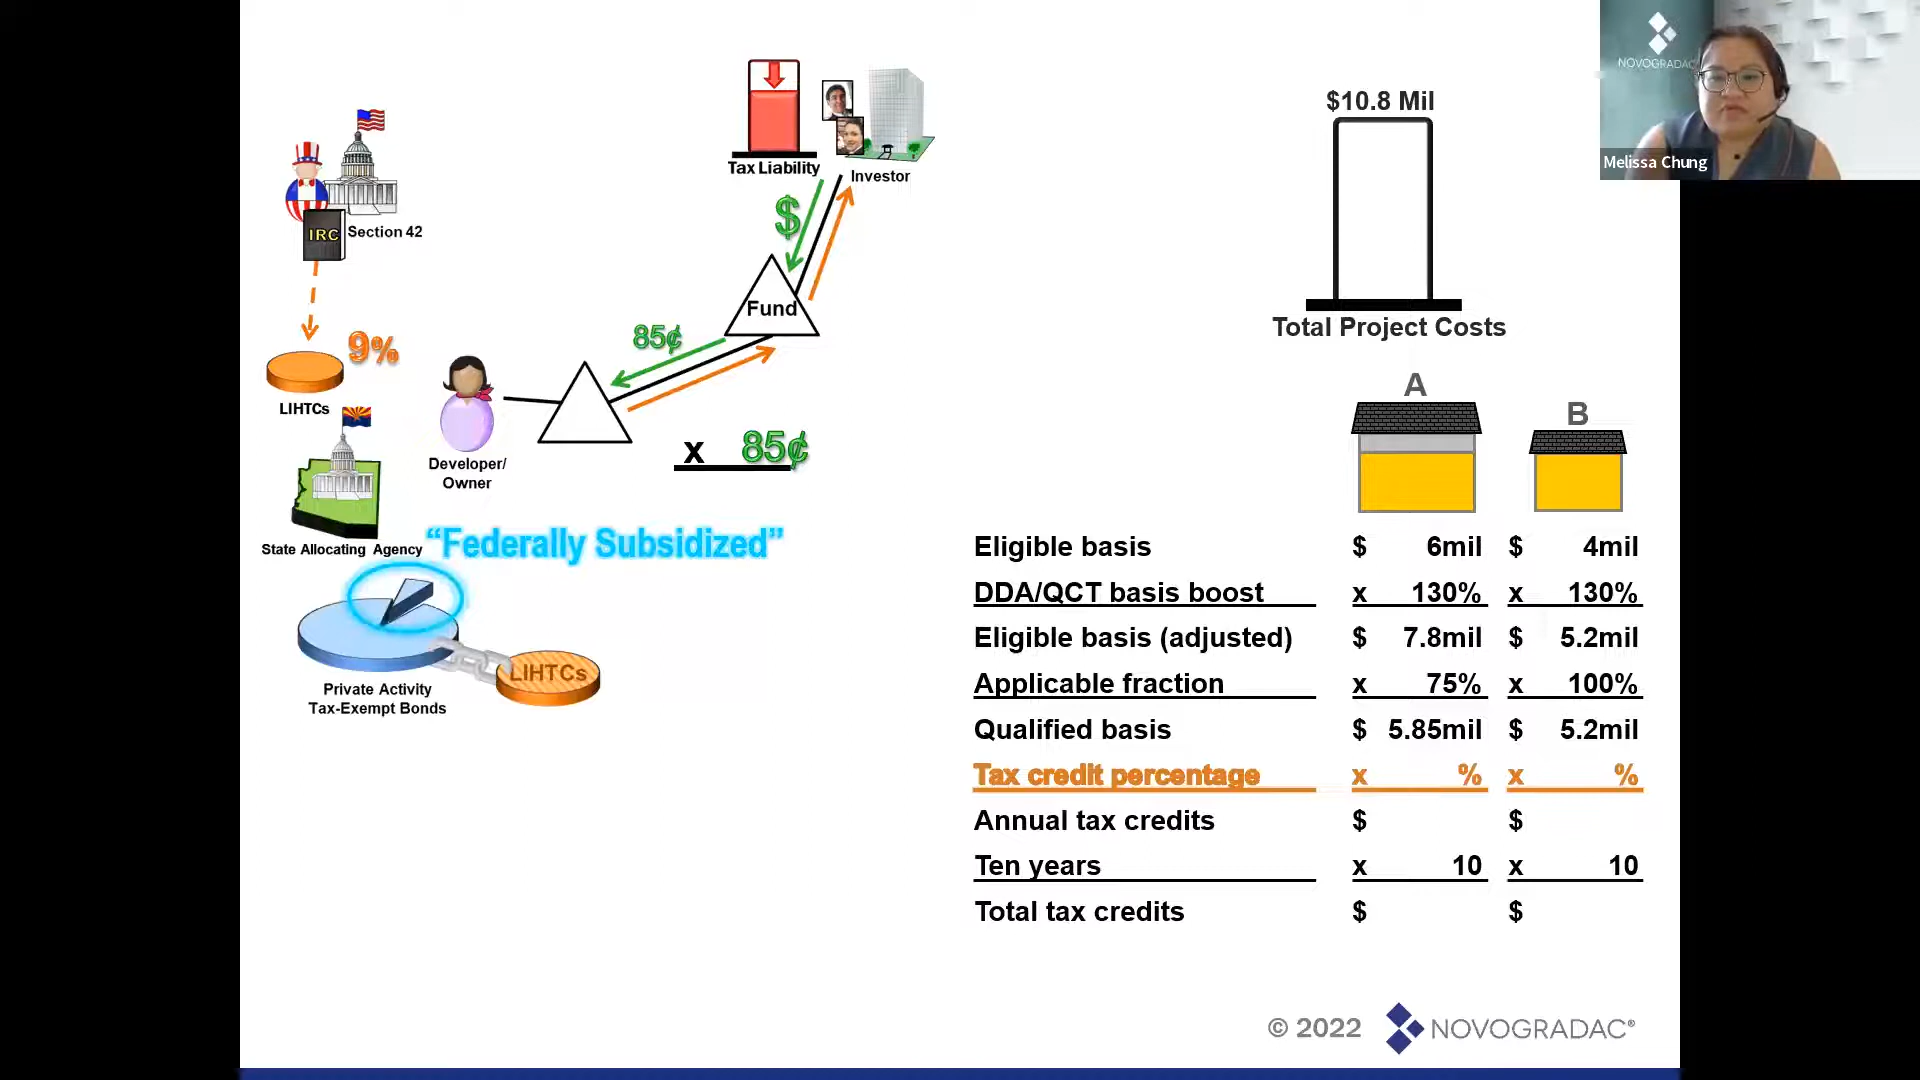 NOVOGRADAC
Melissa Chung
Tax Liability
Investor
$
IRC
Section 42
Fund
85¢
9%
LIHTCs
Developer/
Owner
x 85¢
State Allocating Agency
“Federally Subsidized”
LIHTCs
Private Activity
Tax-Exempt Bonds
$10.8 Mil
Total Project Costs
A
B
Eligible basis $ 6mil $ 4mil
DDA/QCT basis boost x 130% x 130%
Eligible basis (adjusted) $ 7.8mil $ 5.2mil
Applicable fraction x 75% x 100%
Qualified basis $ 5.85mil $ 5.2mil
Tax credit percentage x % x %
Annual tax credits $ $
Ten years x 10 x 10
Total tax credits $ $
© 2022 NOVOGRADAC®